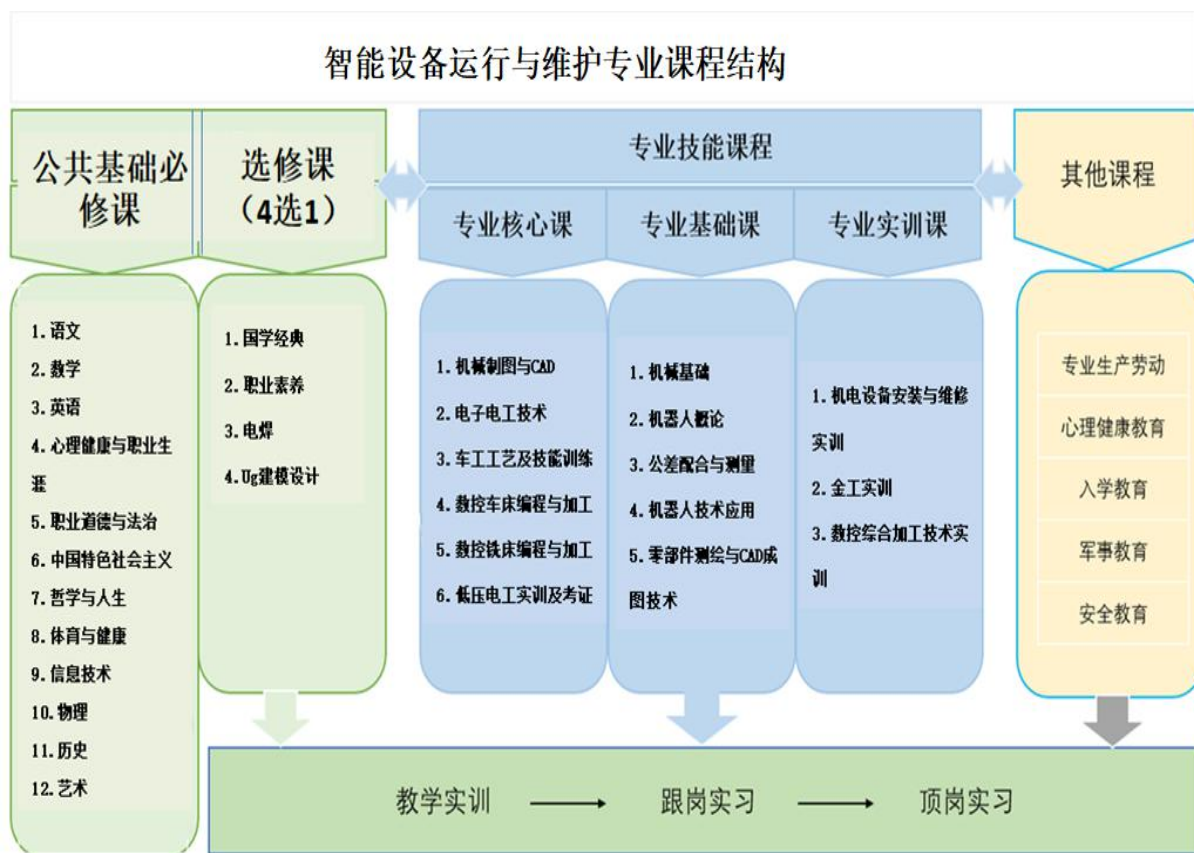 智能设备运行与维护专业课程结构
公共基础必
修课
选修课
（4选1）
专业技能课程
专业核心课
专业基础课
专业实训课
其他课程
1. 语文
2. 数学
3. 英语
4. 心理健康与职业生
涯
5. 职业道德与法治
6. 中国特色社会主义
7. 哲学与人生
8. 体育与健康
9. 信息技术
10. 物理
11. 历史
12. 艺术
1. 国学经典
2. 职业素养
3. 电焊
4. Ug建模设计
1. 机械制图与CAD
2. 电子电工技术
3. 车工工艺及技能训练
4. 数控车床编程与加工
5. 数控铣床编程与加工
6. 低压电工实训及考证
1. 机械基础
2. 机器人概论
3. 公差配合与测量
4. 机器人技术应用
5. 零部件测绘与CAD成
图技术
1. 机电设备安装与维修
实训
2. 金工实训
3. 数控综合加工技术实
训
专业生产劳动
心理健康教育
入学教育
军事教育
安全教育
教学实训 → 跟岗实习 → 顶岗实习